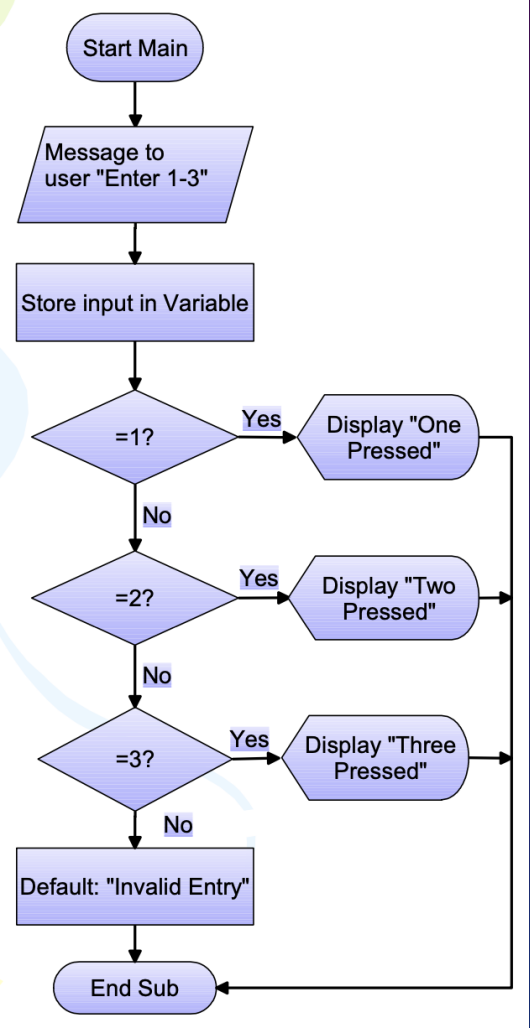 Start Main
Message to
user "Enter 1-3"
Store input in Variable
=1?
Yes
Display "One
Pressed"
No
=2?
Yes
Display "Two
Pressed"
No
=3?
Yes
Display "Three
Pressed"
No
Default: "Invalid Entry"
End Sub